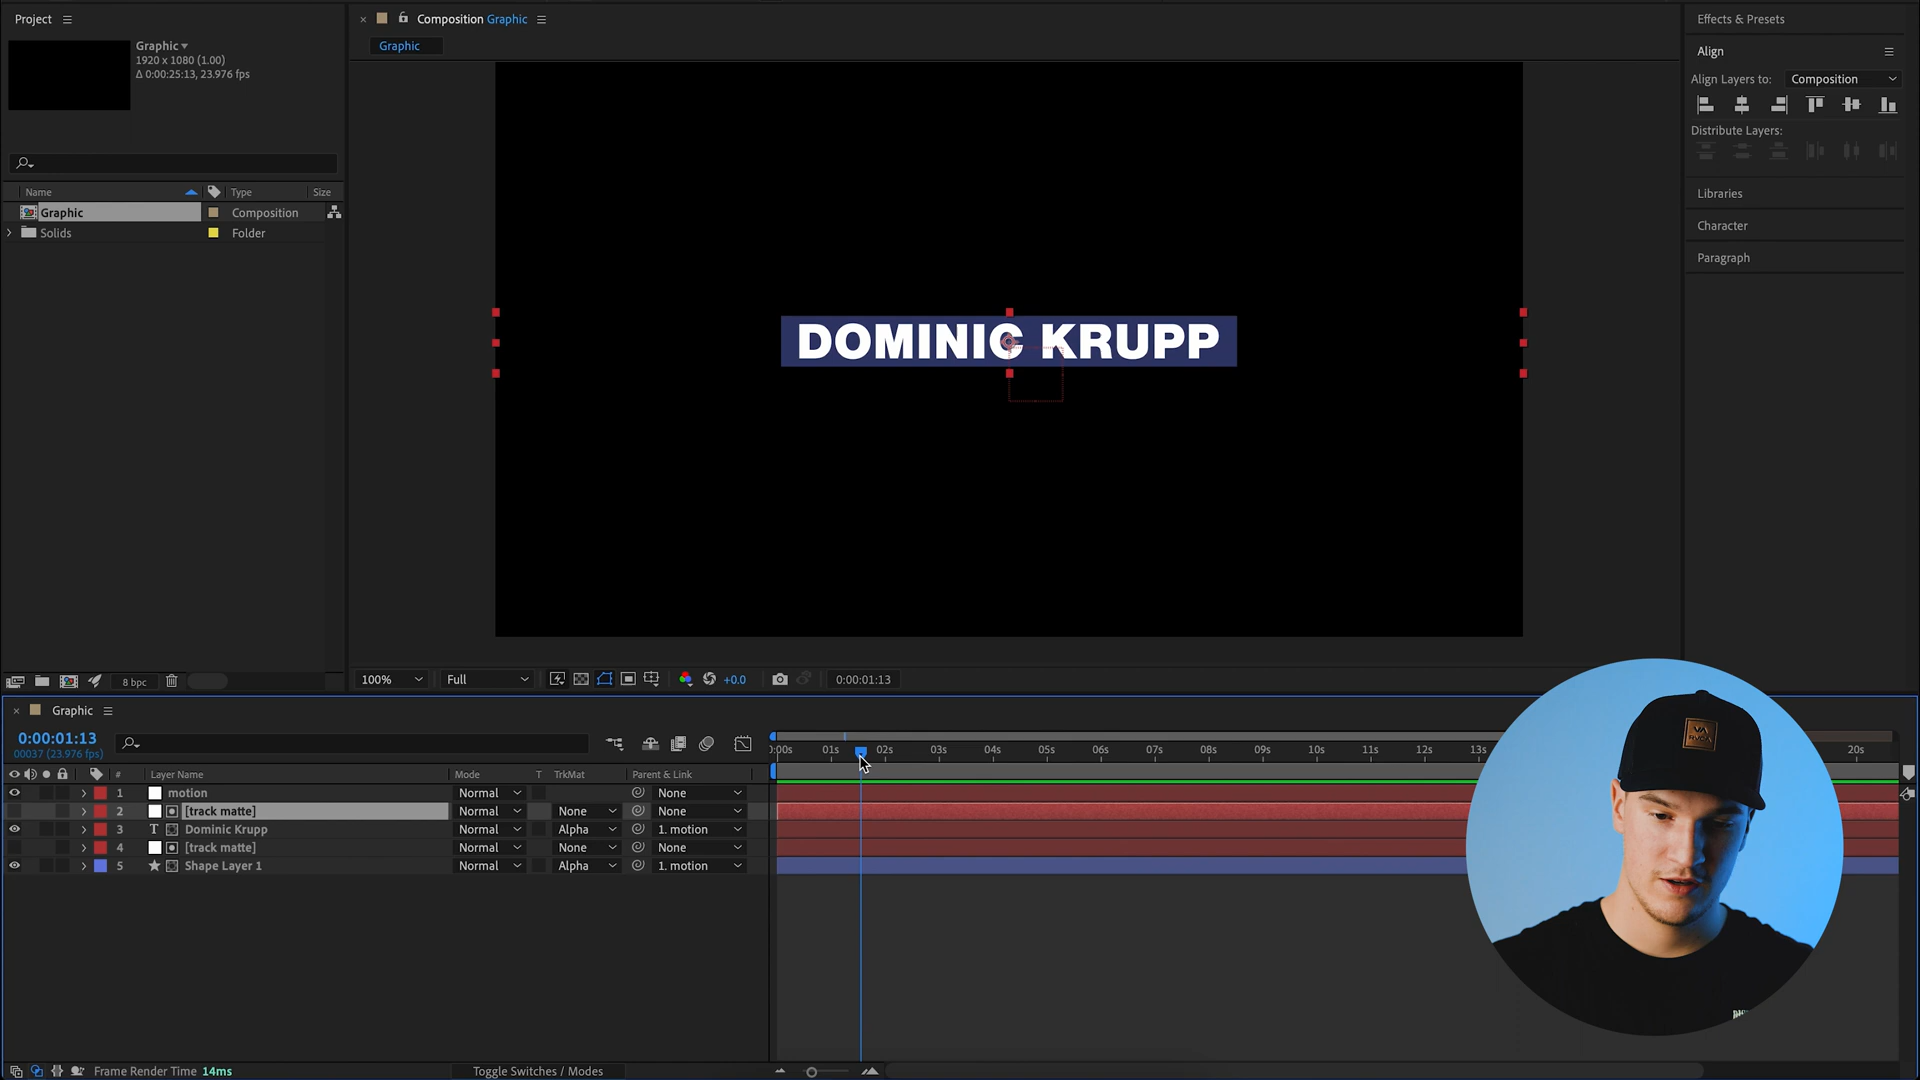 Project
Graphic
1920 x 1080 (1.00)
Δ 0:00:25:13, 23.976 fps
Name Type Size
Graphic Composition
Solids Folder
8 bpc
Composition Graphic
Graphic
DOMINIC KRUPP
100% Full +0.0 0:00:01:13
Effects & Presets
Align
Align Layers to: Composition
Distribute Layers:
Libraries
Character
Paragraph
Graphic
0:00:01:13
00037 (23.976 fps)
# Layer Name Mode T TrkMat Parent & Link
1 motion Normal None
2 [track matte] Normal None None
3 T Dominic Krupp Normal Alpha 1. motion
4 [track matte] Normal None None
5 Shape Layer 1 Normal Alpha 1. motion
0:00s 01s 02s 03s 04s 05s 06s 07s 08s 09s 10s 11s 12s 13s 20s
VA
RVCA
Frame Render Time 14ms
Toggle Switches / Modes